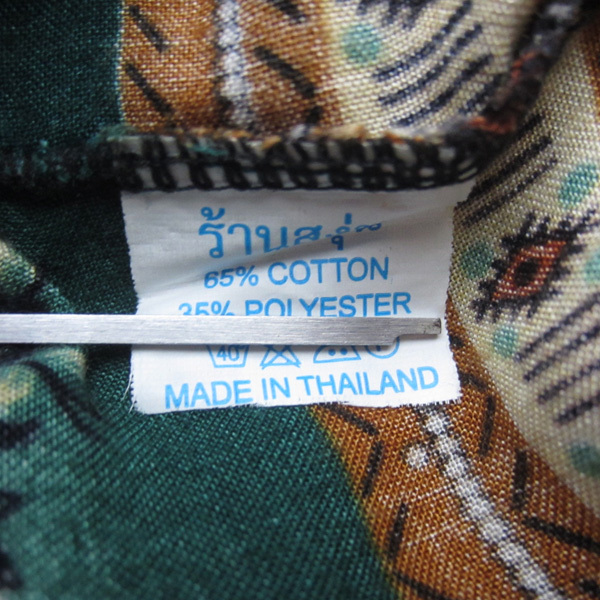 ร้าน
65% COTTON
35% POLYESTER
40
MADE IN THAILAND